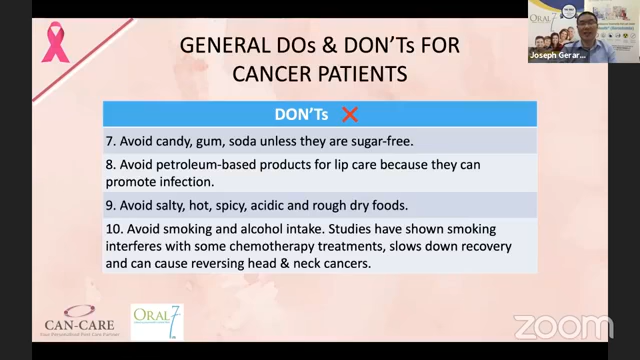 GENERAL DOs & DON'Ts FOR
CANCER PATIENTS
DON'Ts
7. Avoid candy, gum, soda unless they are sugar-free.
8. Avoid petroleum-based products for lip care because they can
promote infection.
9. Avoid salty, hot, spicy, acidic and rough dry foods.
10. Avoid smoking and alcohol intake. Studies have shown smoking
interferes with some chemotherapy treatments, slows down recovery
and can cause reversing head & neck cancers.
CAN-CARE
ORAL7
ORAL7
Joseph Gerar...
zoom